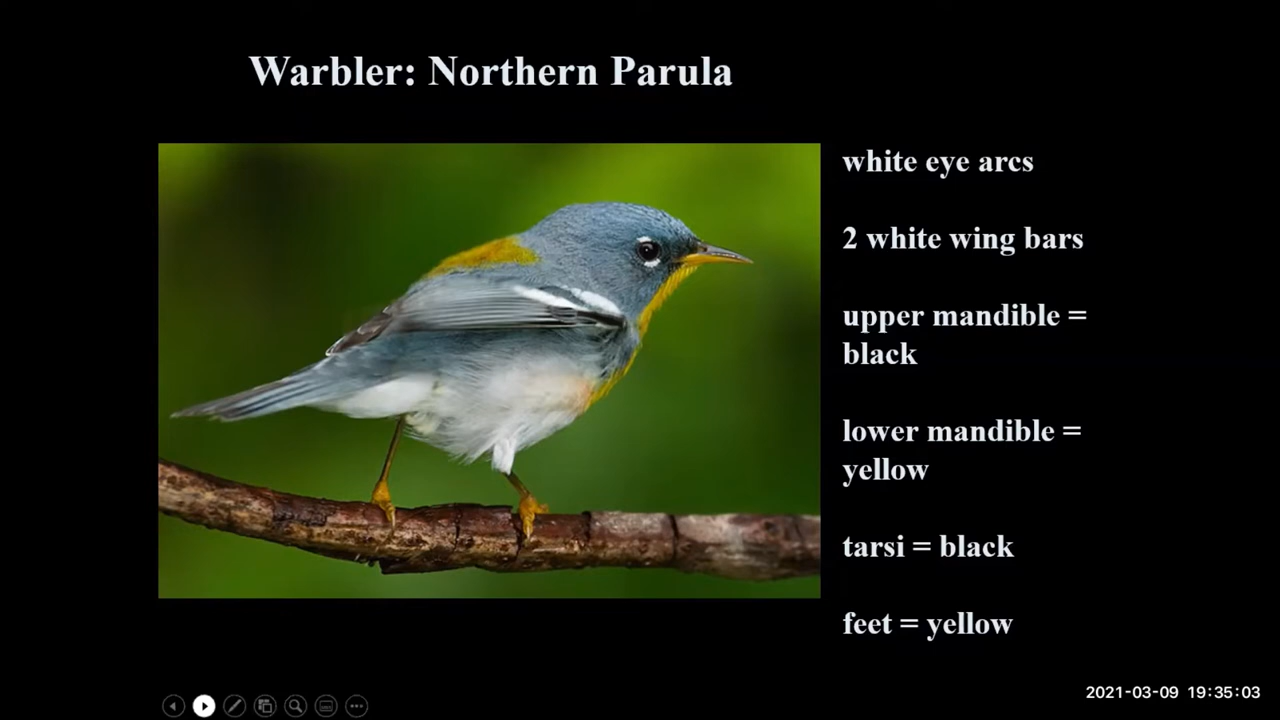 Warbler: Northern Parula
white eye arcs
2 white wing bars
upper mandible =
black
lower mandible =
yellow
tarsi = black
feet = yellow
2021-03-09 19:35:03